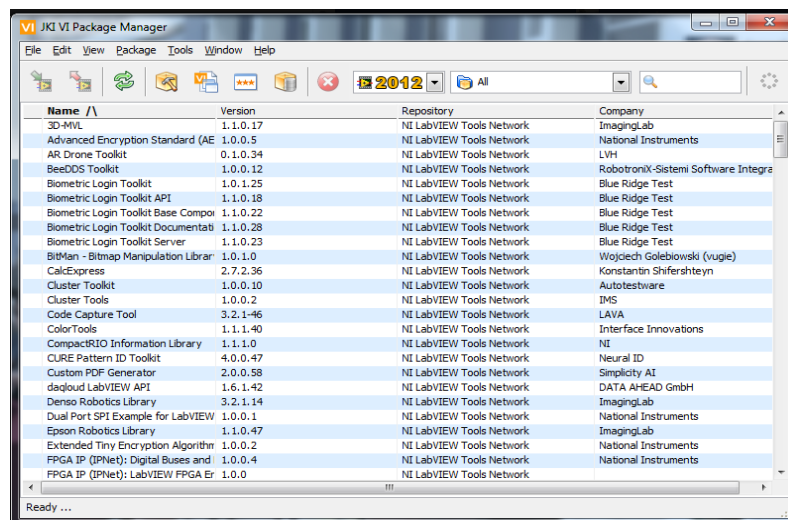 VI JKI VI Package Manager
File Edit View Package Tools Window Help
2012 All
Name /\ Version Repository Company
3D-MVL 1.1.0.17 NI LabVIEW Tools Network ImagingLab
Advanced Encryption Standard (AE 1.0.0.5 NI LabVIEW Tools Network National Instruments
AR Drone Toolkit 0.1.0.34 NI LabVIEW Tools Network LVH
BeeDDS Toolkit 1.0.0.12 NI LabVIEW Tools Network RobotroniX-Sistemi Software Integra
Biometric Login Toolkit 1.0.1.25 NI LabVIEW Tools Network Blue Ridge Test
Biometric Login Toolkit API 1.1.0.18 NI LabVIEW Tools Network Blue Ridge Test
Biometric Login Toolkit Base Compor 1.1.0.22 NI LabVIEW Tools Network Blue Ridge Test
Biometric Login Toolkit Documentati 1.1.0.28 NI LabVIEW Tools Network Blue Ridge Test
Biometric Login Toolkit Server 1.1.0.23 NI LabVIEW Tools Network Blue Ridge Test
BitMan - Bitmap Manipulation Librar 1.0.1.0 NI LabVIEW Tools Network Wojciech Golebiowski (vugie)
CalcExpress 2.7.2.36 NI LabVIEW Tools Network Konstantin Shifershteyn
Cluster Toolkit 1.0.0.10 NI LabVIEW Tools Network Autotestware
Cluster Tools 1.0.0.2 NI LabVIEW Tools Network IMS
Code Capture Tool 3.2.1-46 NI LabVIEW Tools Network LAVA
ColorTools 1.1.1.40 NI LabVIEW Tools Network Interface Innovations
CompactRIO Information Library 1.1.1.0 NI LabVIEW Tools Network NI
CURE Pattern ID Toolkit 4.0.0.47 NI LabVIEW Tools Network Neural ID
Custom PDF Generator 2.0.0.58 NI LabVIEW Tools Network Simplicity AI
daqloud LabVIEW API 1.6.1.42 NI LabVIEW Tools Network DATA AHEAD GmbH
Denso Robotics Library 3.2.1.14 NI LabVIEW Tools Network ImagingLab
Dual Port SPI Example for LabVIEW 1.0.0.1 NI LabVIEW Tools Network National Instruments
Epson Robotics Library 1.1.0.47 NI LabVIEW Tools Network ImagingLab
Extended Tiny Encryption Algorithm 1.0.0.2 NI LabVIEW Tools Network National Instruments
FPGA IP (IPNet): Digital Buses and 1.0.0.4 NI LabVIEW Tools Network National Instruments
FPGA IP (IPNet): LabVIEW FPGA Er 1.0.0 NI LabVIEW Tools Network
Ready ...